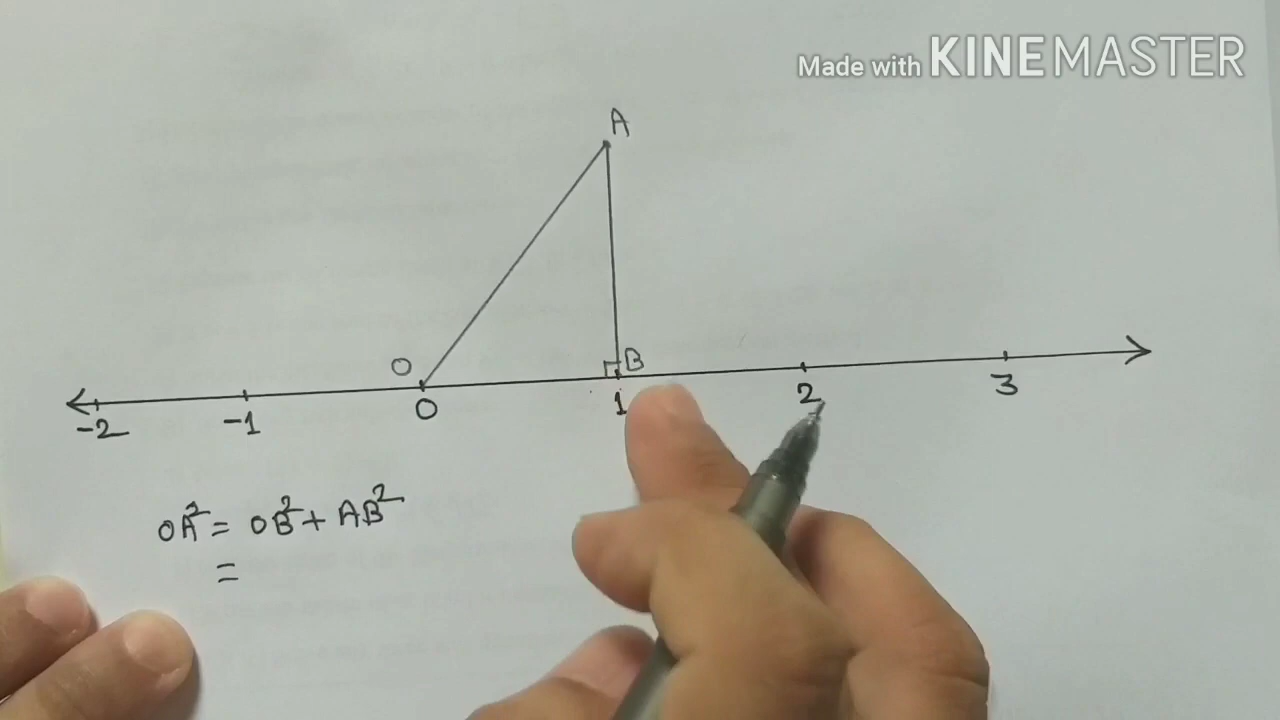 Made with KINEMASTER
A
O B
-2 -1 0 1 2 3
OA² = OB² + AB²
=